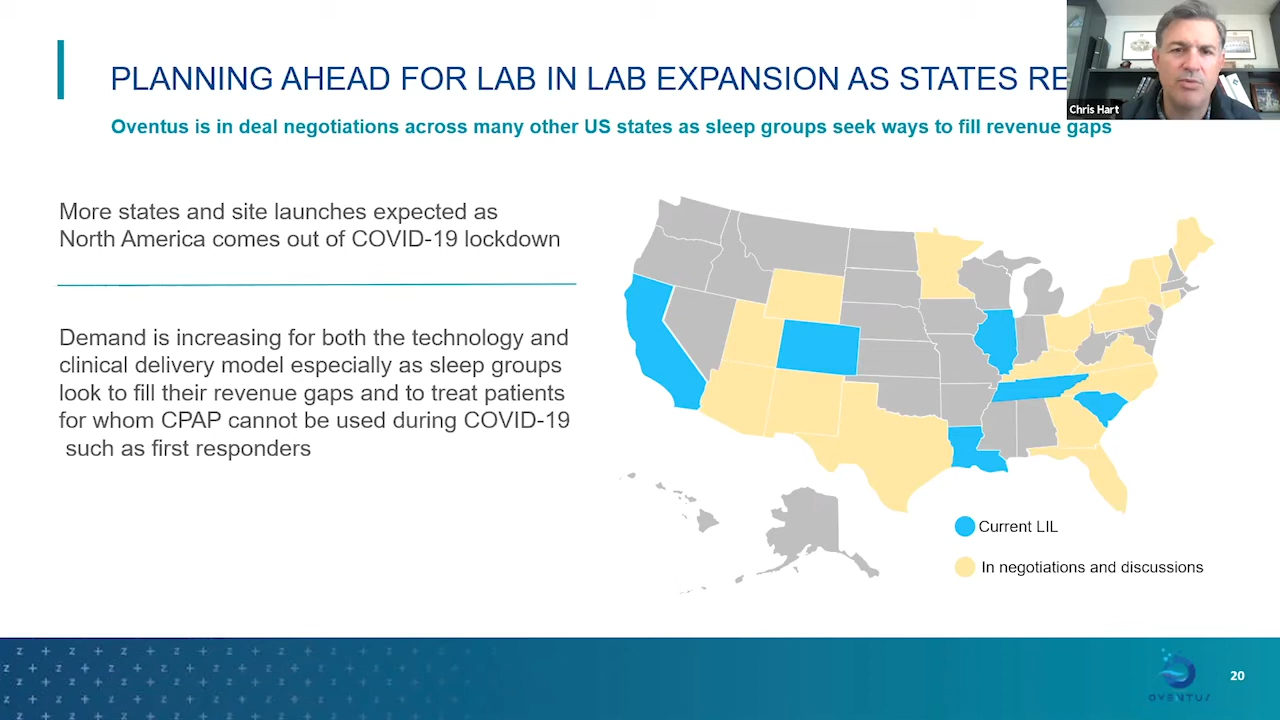 PLANNING AHEAD FOR LAB IN LAB EXPANSION AS STATES
Chris Hart
Oventus is in deal negotiations across many other US states as sleep groups seek ways to fill revenue gaps
More states and site launches expected as
North America comes out of COVID-19 lockdown
Demand is increasing for both the technology and
clinical delivery model especially as sleep groups
look to fill their revenue gaps and to treat patients
for whom CPAP cannot be used during COVID-19
such as first responders
Current LIL
In negotiations and discussions
OVENTUS
20